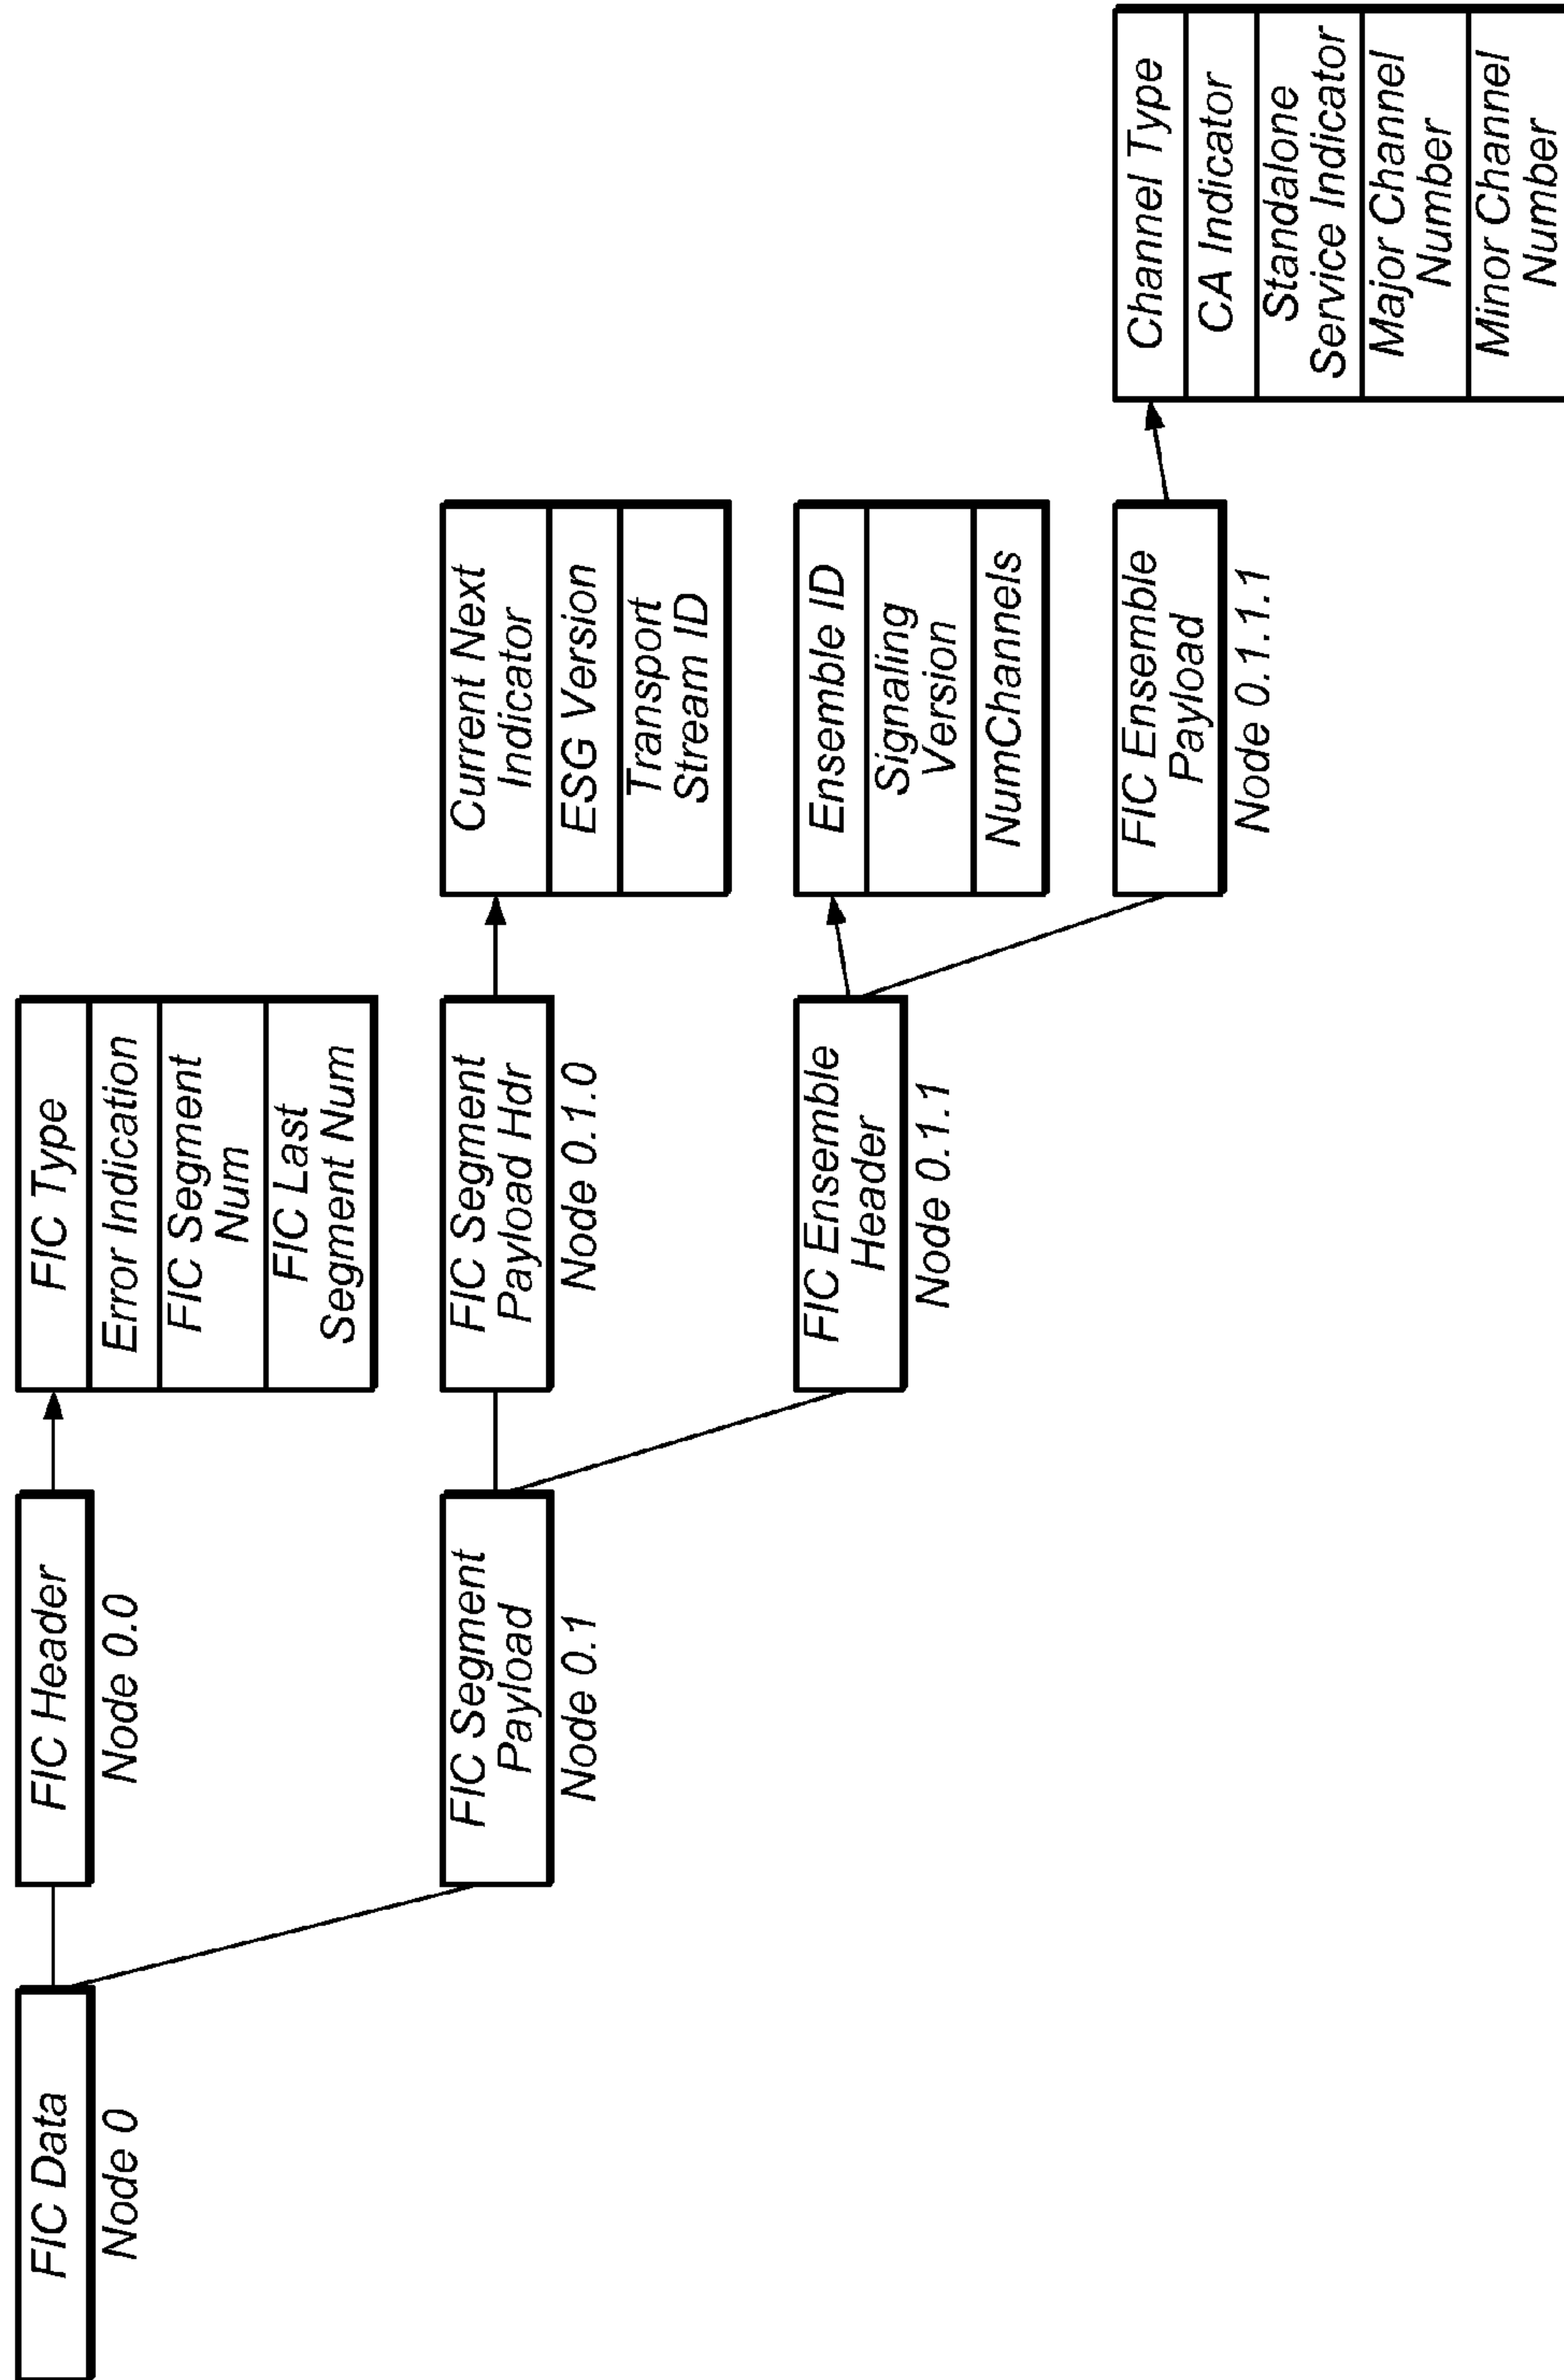 FIC Data
Node 0
FIC Header
Node 0.0
FIC Type
Error Indication
FIC Segment
Num
FIC Last
Segment Num
FIC Segment
Payload
Node 0.1
FIC Segment
Payload Hdr
Node 0.1.0
Current Next
Indicator
ESG Version
Transport
Stream ID
FIC Ensemble
Header
Node 0.1.1
Ensemble ID
Signaling
Version
NumChannels
FIC Ensemble
Payload
Node 0.1.1.1
Channel Type
CA Indicator
Standalone
Service Indicator
Major Channel
Number
Minor Channel
Number